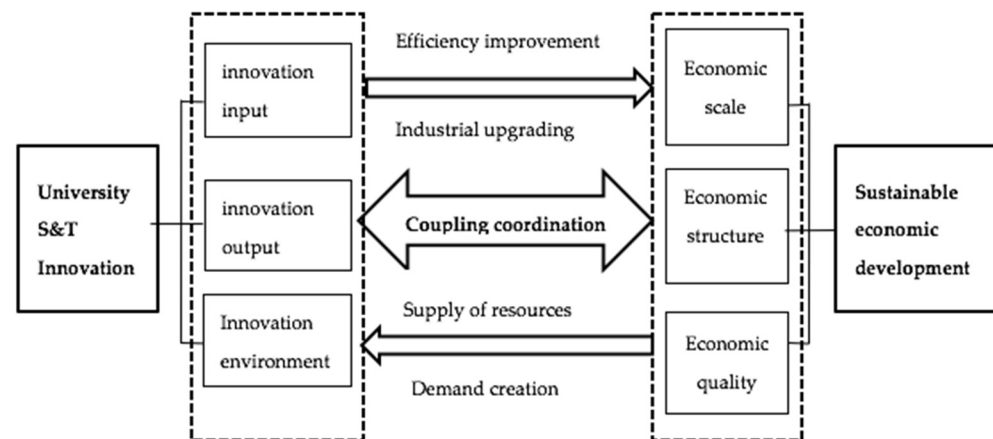 University
S&T
Innovation
innovation
input
innovation
output
Innovation
environment
Efficiency improvement
Industrial upgrading
Coupling coordination
Supply of resources
Demand creation
Economic
scale
Economic
structure
Economic
quality
Sustainable
economic
development